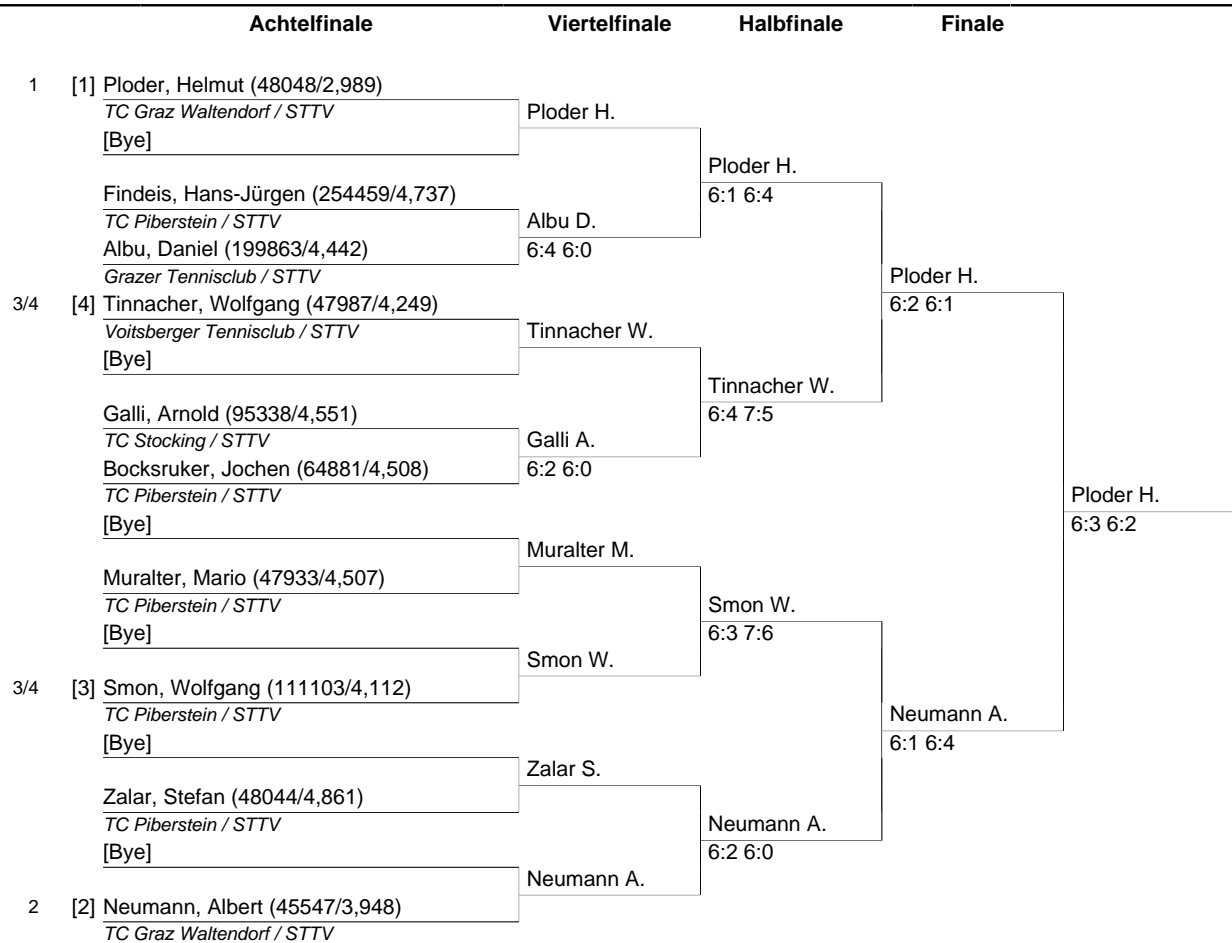 Achtelfinale Viertelfinale Halbfinale Finale
1 [1] Ploder, Helmut (48048/2,989)
TC Graz Waltendorf / STTV
Ploder H.
[Bye]
Ploder H.
Findeis, Hans-Jürgen (254459/4,737)
6:1 6:4
TC Piberstein / STTV
Albu D.
Albu, Daniel (199863/4,442)
6:4 6:0
Grazer Tennisclub / STTV
Ploder H.
3/4 [4] Tinnacher, Wolfgang (47987/4,249)
6:2 6:1
Voitsberger Tennisclub / STTV
Tinnacher W.
[Bye]
Tinnacher W.
Galli, Arnold (95338/4,551)
6:4 7:5
TC Stocking / STTV
Galli A.
Bocksruker, Jochen (64881/4,508)
6:2 6:0
TC Piberstein / STTV
Ploder H.
[Bye]
6:3 6:2
Muralter M.
Muralter, Mario (47933/4,507)
TC Piberstein / STTV
Smon W.
[Bye]
6:3 7:6
Smon W.
3/4 [3] Smon, Wolfgang (111103/4,112)
TC Piberstein / STTV
Neumann A.
[Bye]
6:1 6:4
Zalar S.
Zalar, Stefan (48044/4,861)
TC Piberstein / STTV
Neumann A.
[Bye]
6:2 6:0
Neumann A.
2 [2] Neumann, Albert (45547/3,948)
TC Graz Waltendorf / STTV